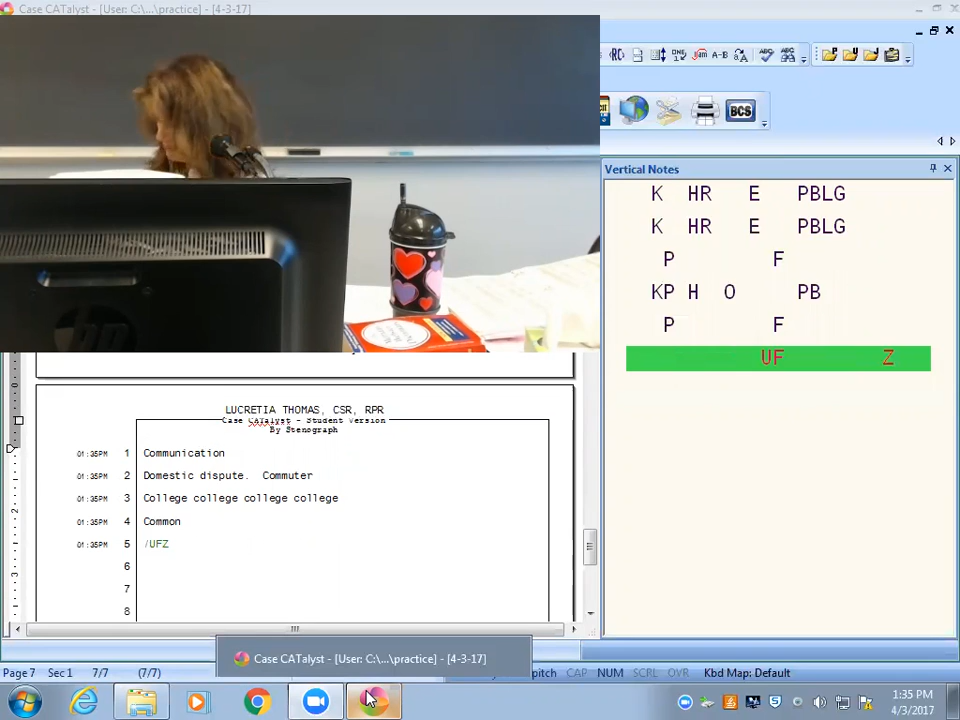 Case CATalyst - [User: C:\...\practice] - [4-3-17]
BCS
Vertical Notes
K HR E PBLG
K HR E PBLG
P F
KP H O PB
P F
UF Z
LUCRETIA THOMAS, CSR, RPR
Case CATalyst - Student Version
By Stenograph
01:35PM 1 Communication
01:35PM 2 Domestic dispute. Commuter
01:35PM 3 College college college college
01:35PM 4 Common
01:35PM 5 /UFZ
6
7
8
Case CATalyst - [User: C:\...\practice] - [4-3-17]
Page 7 Sec 1 7/7 (7/7) pitch CAP NUM SCRL OVR Kbd Map: Default
1:35 PM
4/3/2017